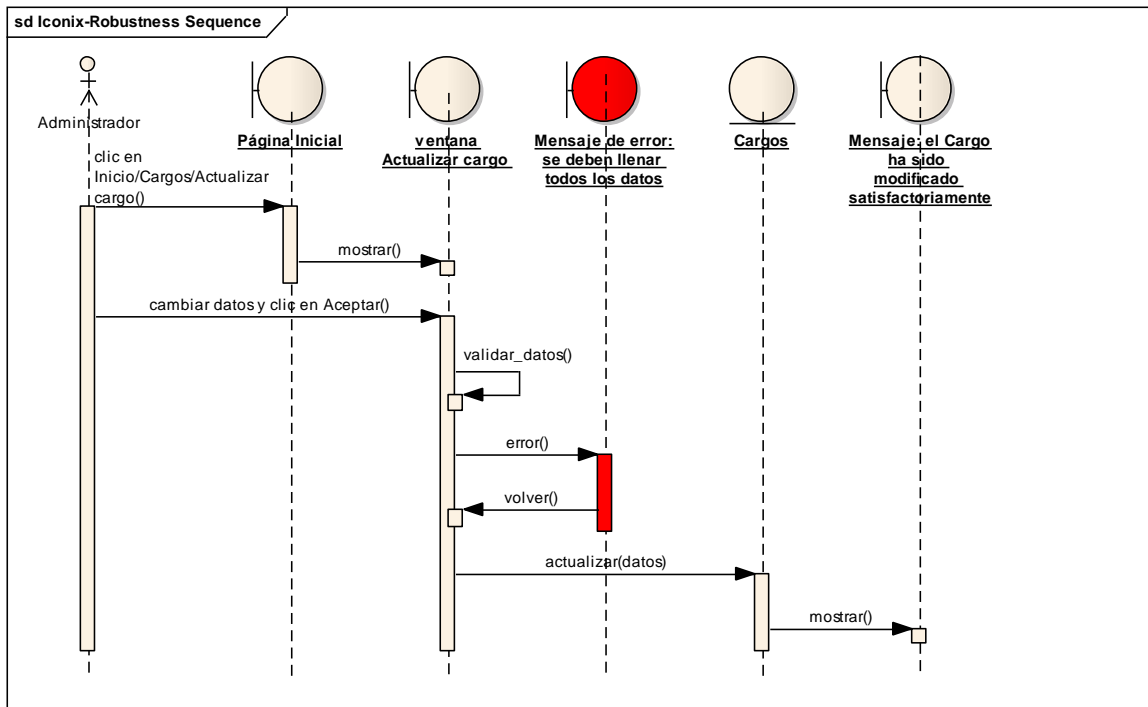 sd Iconix-Robustness Sequence
Administrador
Página Inicial
ventana
Actualizar cargo
Mensaje de error:
se deben llenar
todos los datos
Cargos
Mensaje: el Cargo
ha sido
modificado
satisfactoriamente
clic en
Inicio/Cargos/Actualizar
cargo()
mostrar()
cambiar datos y clic en Aceptar()
validar_datos()
error()
volver()
actualizar(datos)
mostrar()